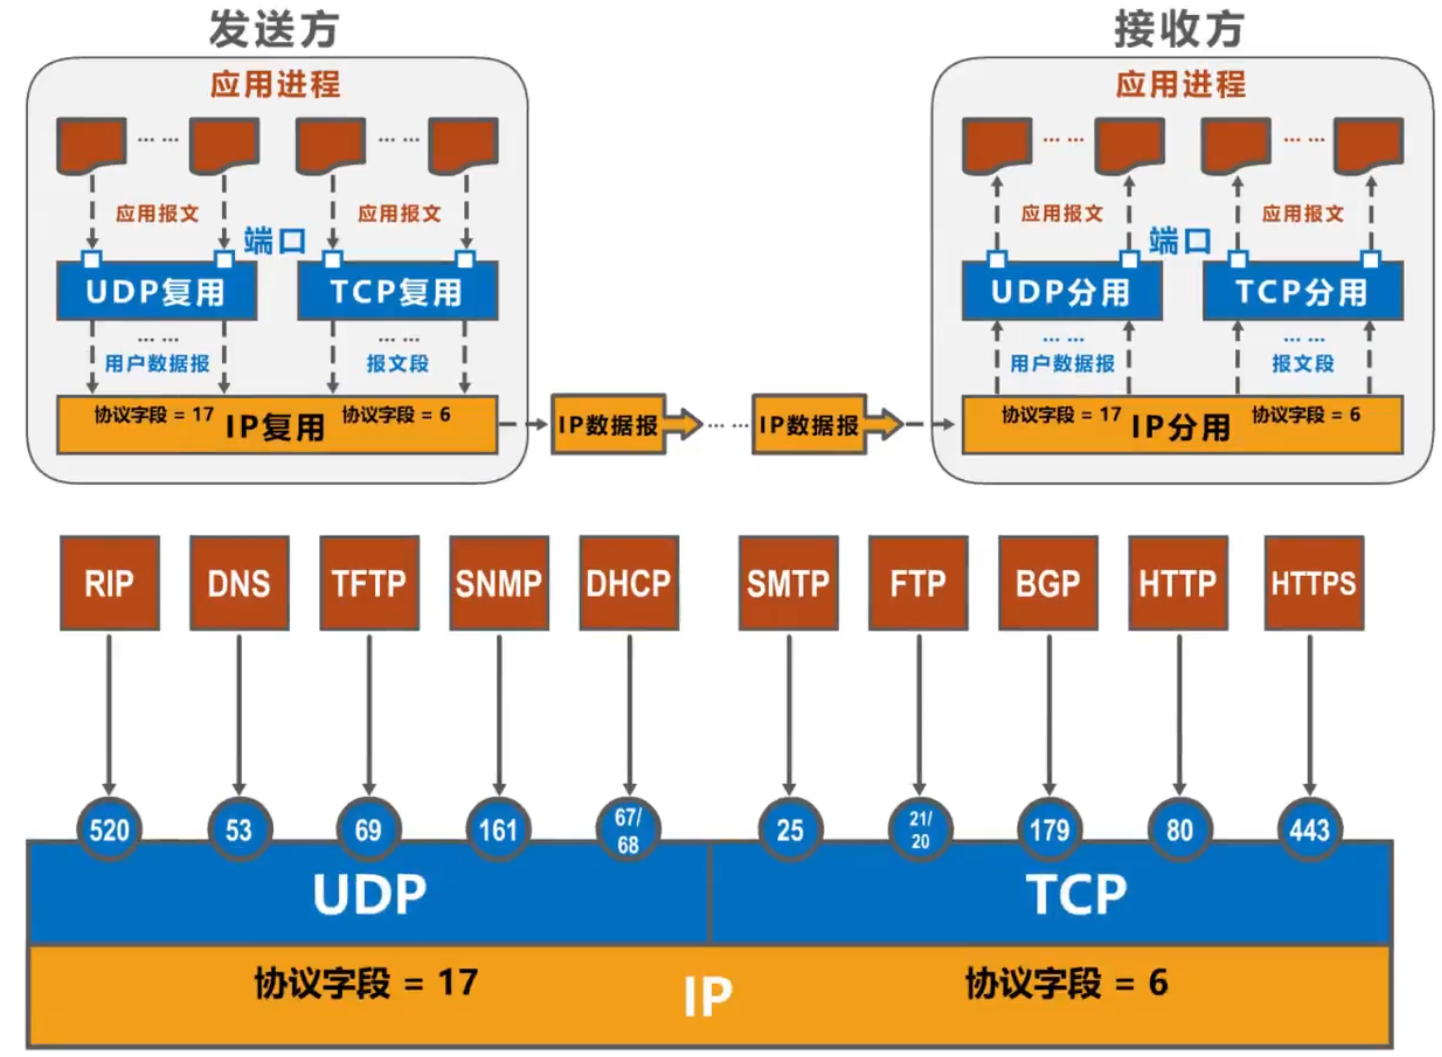 发送方
接收方
应用进程
应用进程
… …
… …
… …
… …
应用报文
应用报文
应用报文
应用报文
端口
端口
UDP复用
TCP复用
UDP分用
TCP分用
… …
… …
… …
用户数据报
报文段
用户数据报
报文段
协议字段 = 17
IP复用
协议字段 = 6
IP数据报
… …
IP数据报
协议字段 = 17
IP分用
协议字段 = 6
RIP
DNS
TFTP
SNMP
DHCP
SMTP
FTP
BGP
HTTP
HTTPS
520
53
69
161
67/
68
25
21/
20
179
80
443
UDP
TCP
协议字段 = 17
IP
协议字段 = 6